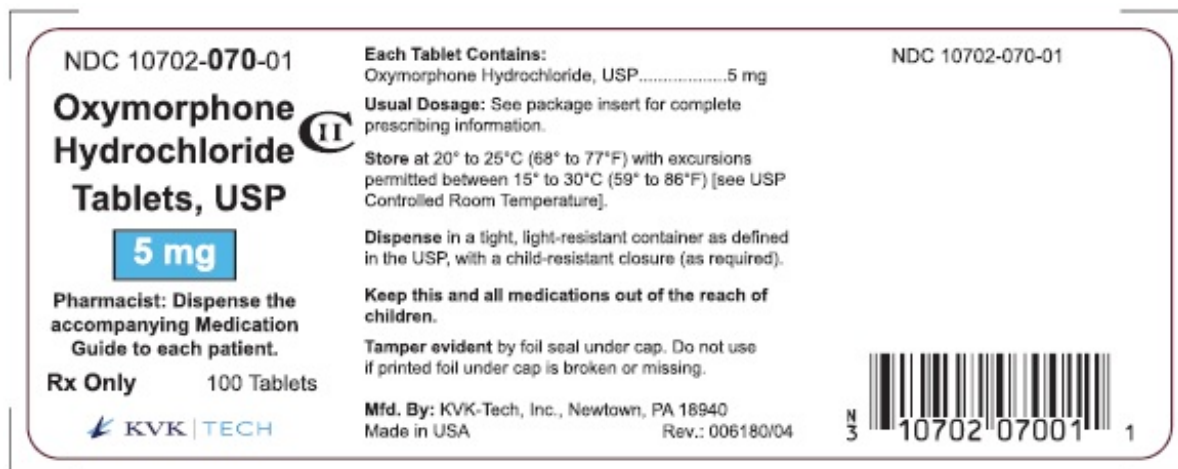 NDC 10702-070-01
Oxymorphone
Hydrochloride
CII
Tablets, USP
5 mg
Pharmacist: Dispense the
accompanying Medication
Guide to each patient.
Rx Only 100 Tablets
KVK | TECH
Each Tablet Contains:
Oxymorphone Hydrochloride, USP..................5 mg
Usual Dosage: See package insert for complete
prescribing information.
Store at 20° to 25°C (68° to 77°F) with excursions
permitted between 15° to 30°C (59° to 86°F) [see USP
Controlled Room Temperature].
Dispense in a tight, light-resistant container as defined
in the USP, with a child-resistant closure (as required).
Keep this and all medications out of the reach of
children.
Tamper evident by foil seal under cap. Do not use
if printed foil under cap is broken or missing.
Mfd. By: KVK-Tech, Inc., Newtown, PA 18940
Made in USA Rev.: 006180/04
NDC 10702-070-01
N
3 10702 07001 1